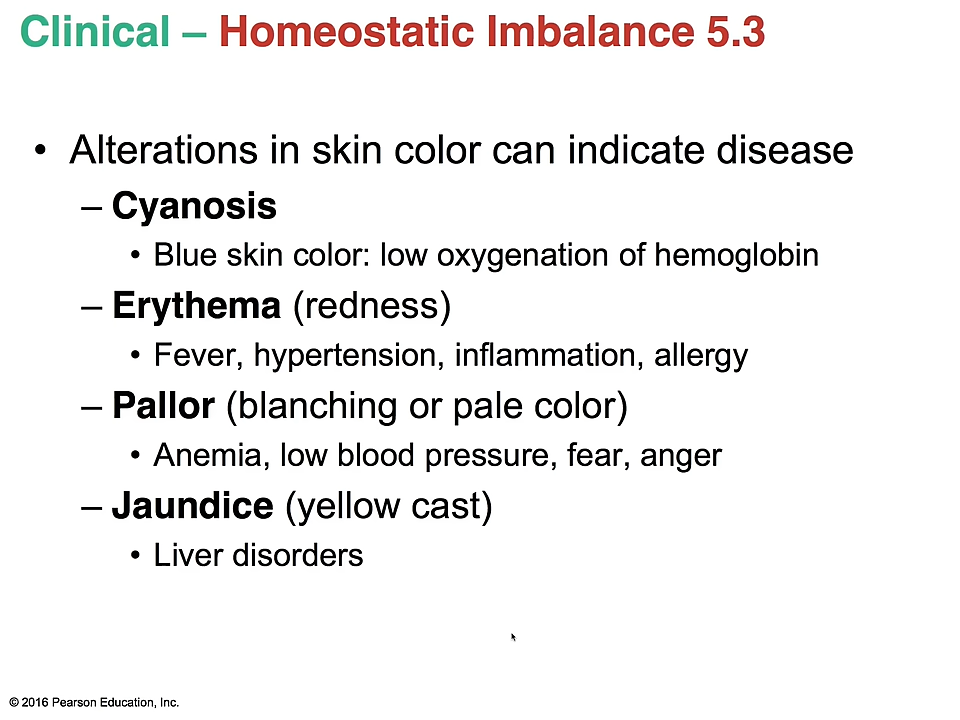 Clinical – Homeostatic Imbalance 5.3
• Alterations in skin color can indicate disease
– Cyanosis
• Blue skin color: low oxygenation of hemoglobin
– Erythema (redness)
• Fever, hypertension, inflammation, allergy
– Pallor (blanching or pale color)
• Anemia, low blood pressure, fear, anger
– Jaundice (yellow cast)
• Liver disorders
© 2016 Pearson Education, Inc.